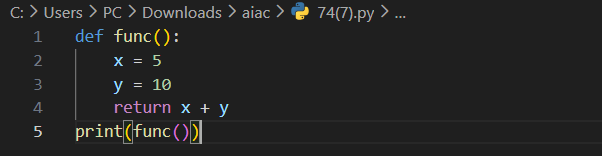 C: > Users > PC > Downloads > aiac > 74(7).py > ...
1 def func():
2     x = 5
3     y = 10
4     return x + y
5 print(func())